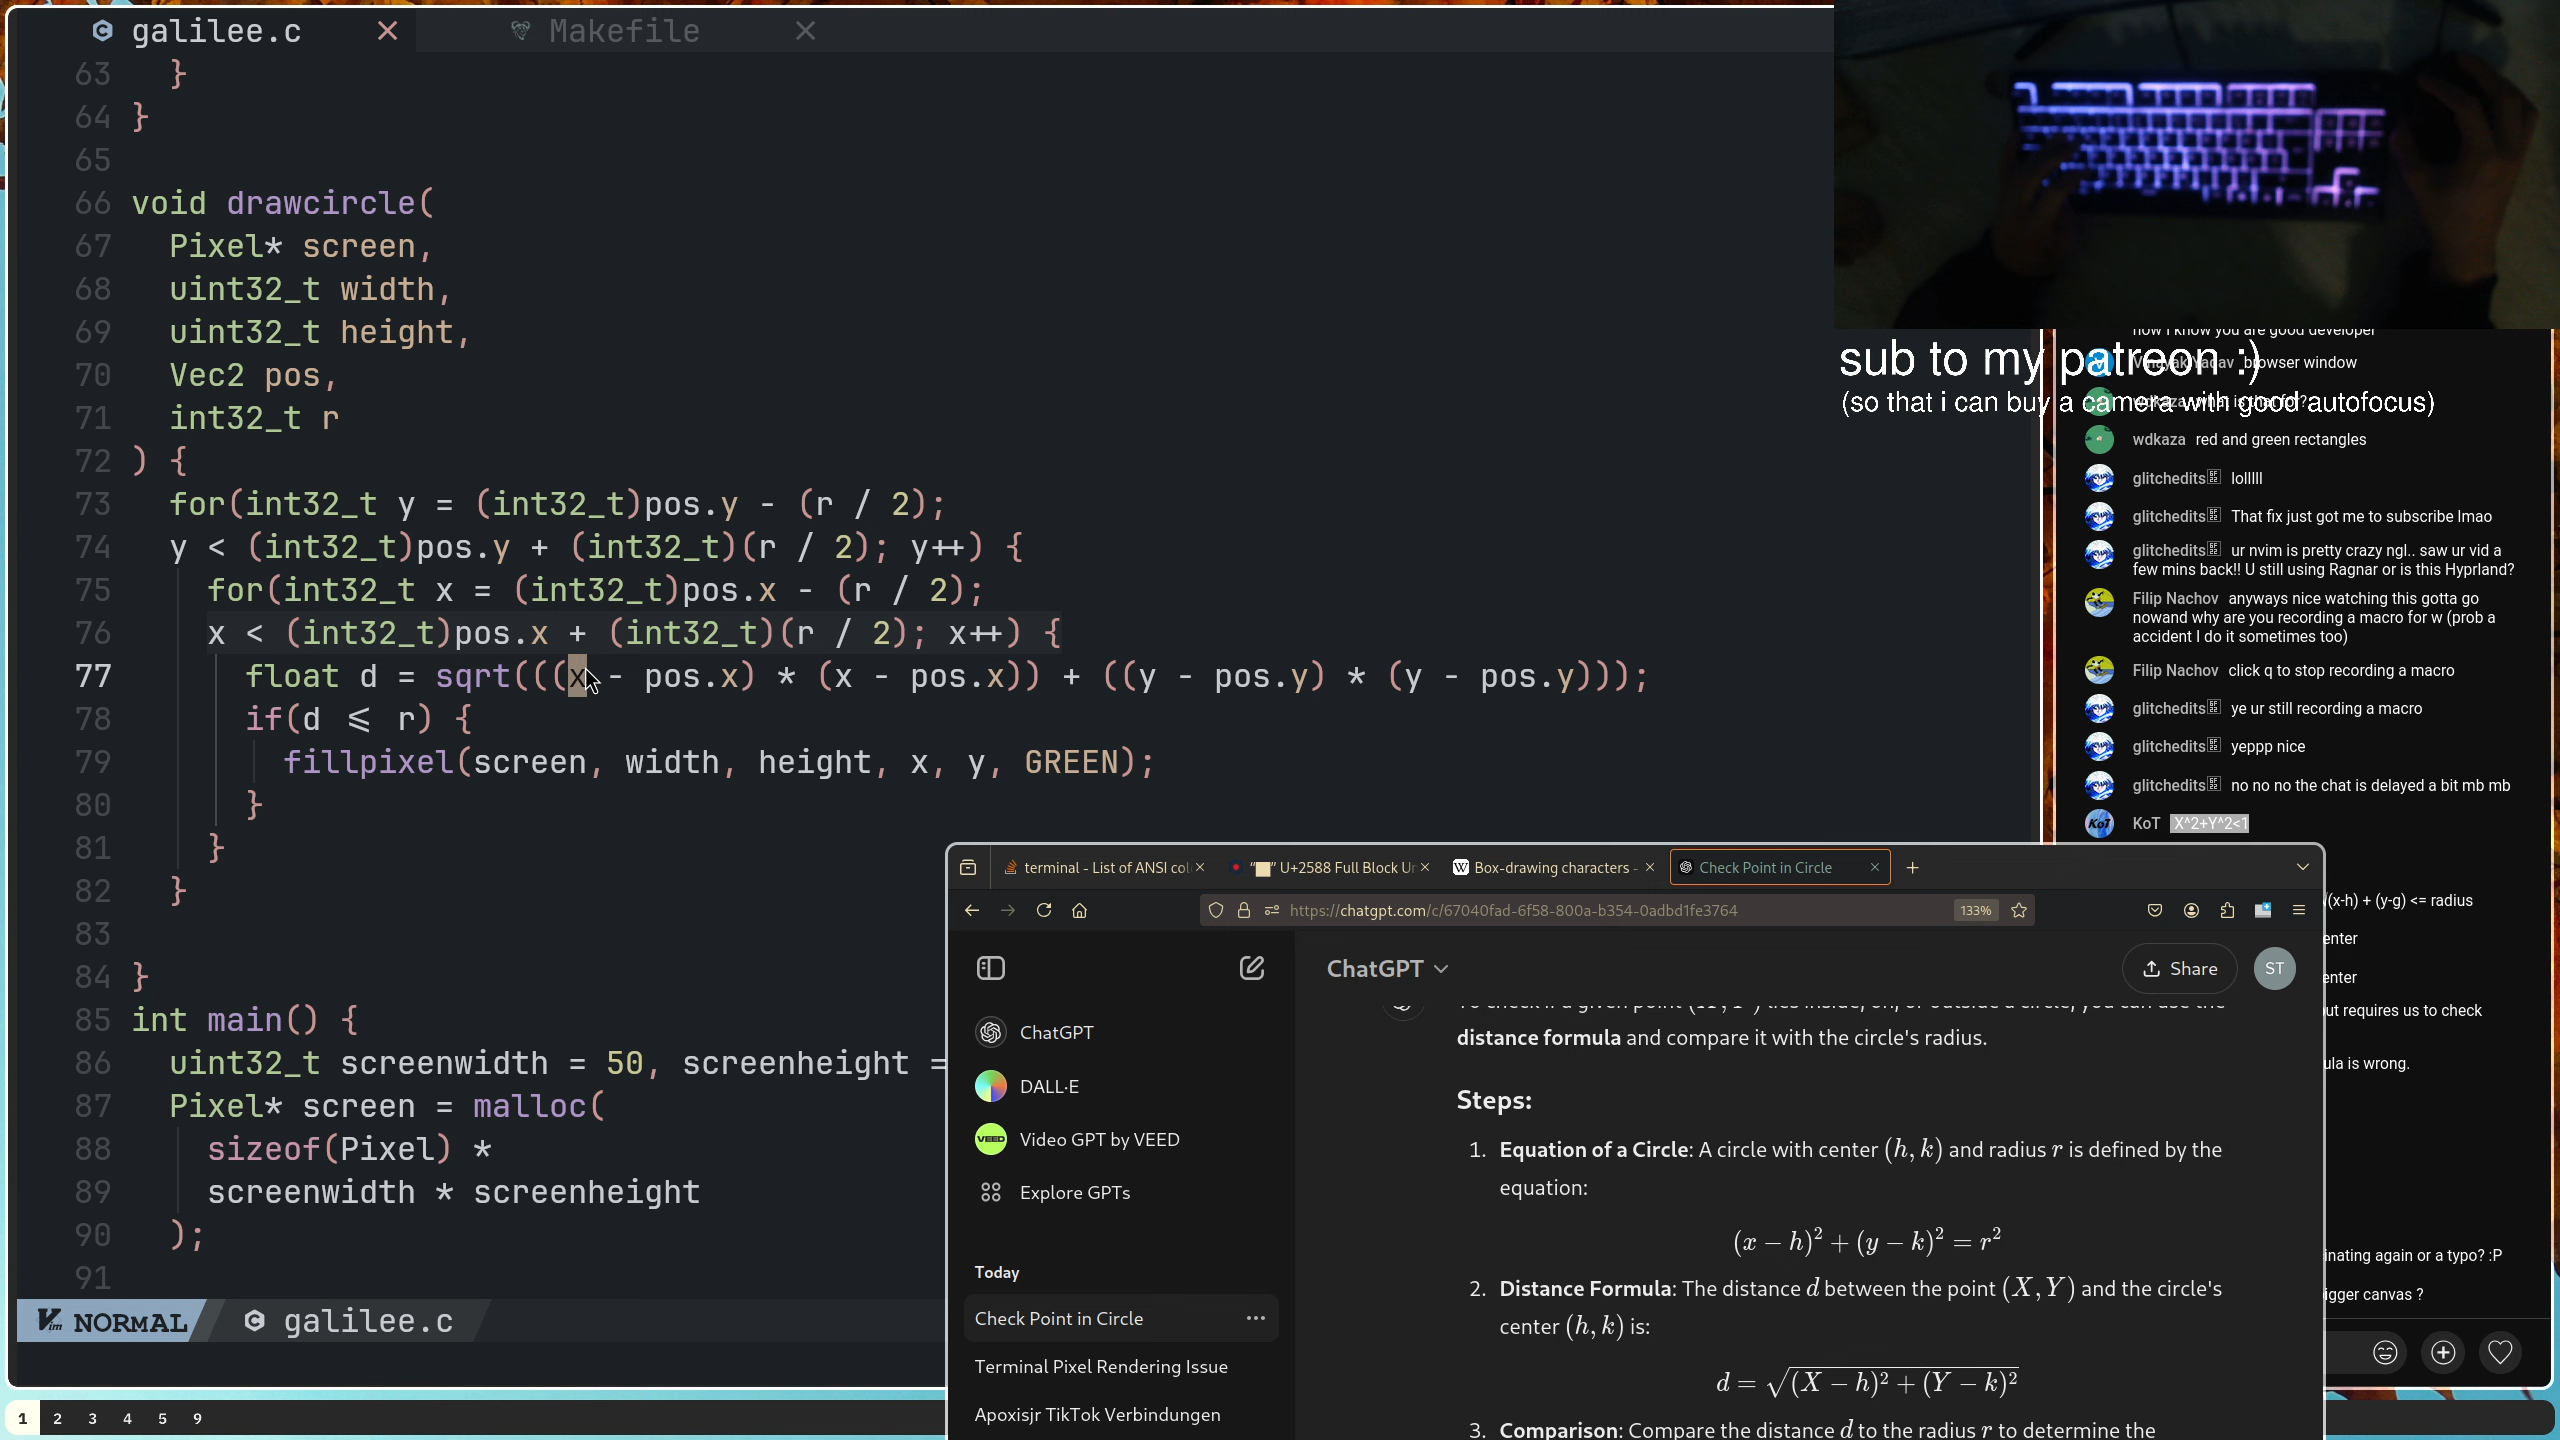 galilee.c
Makefile
63 }
64 }
65
66 void drawcircle(
67 Pixel* screen,
68 uint32_t width,
69 uint32_t height,
70 Vec2 pos,
71 int32_t r
72 ) {
73 for(int32_t y = (int32_t)pos.y - (r / 2);
74 y < (int32_t)pos.y + (int32_t)(r / 2); y++) {
75 for(int32_t x = (int32_t)pos.x - (r / 2);
76 x < (int32_t)pos.x + (int32_t)(r / 2); x++) {
77 float d = sqrt(((x - pos.x) * (x - pos.x)) + ((y - pos.y) * (y - pos.y)));
78 if(d <= r) {
79 fillpixel(screen, width, height, x, y, GREEN);
80 }
81 }
82 }
83
84 }
85 int main() {
86 uint32_t screenwidth = 50, screenheight =
87 Pixel* screen = malloc(
88 sizeof(Pixel) *
89 screenwidth * screenheight
90 );
91
NORMAL galilee.c
1 2 3 4 5 9
how i know you are good developer
sub to my patreon :)
browser window
(so that i can buy a camera with good autofocus)
wdkaza red and green rectangles
glitchedits lolllll
glitchedits That fix just got me to subscribe lmao
glitchedits ur nvim is pretty crazy ngl.. saw ur vid a
few mins back!! U still using Ragnar or is this Hyprland?
Filip Nachov anyways nice watching this gotta go
nowand why are you recording a macro for w (prob a
accident I do it sometimes too)
Filip Nachov click q to stop recording a macro
glitchedits ye ur still recording a macro
glitchedits yeppp nice
glitchedits no no no the chat is delayed a bit mb mb
KoT X^2+Y^2<1
(x-h) + (y-g) <= radius
enter
enter
ut requires us to check
ula is wrong.
inating again or a typo? :P
igger canvas ?
terminal - List of ANSI col
"█" U+2588 Full Block Un
Box-drawing characters -
Check Point in Circle
https://chatgpt.com/c/67040fad-6f58-800a-b354-0adbd1fe3764
133%
ChatGPT
DALL·E
Video GPT by VEED
Explore GPTs
Today
Check Point in Circle
Terminal Pixel Rendering Issue
Apoxisjr TikTok Verbindungen
ChatGPT
Share
ST
distance formula and compare it with the circle's radius.
Steps:
1. Equation of a Circle: A circle with center (h, k) and radius r is defined by the
equation:
(x − h)² + (y − k)² = r²
2. Distance Formula: The distance d between the point (X, Y) and the circle's
center (h, k) is:
d = √(X − h)² + (Y − k)²
3. Comparison: Compare the distance d to the radius r to determine the